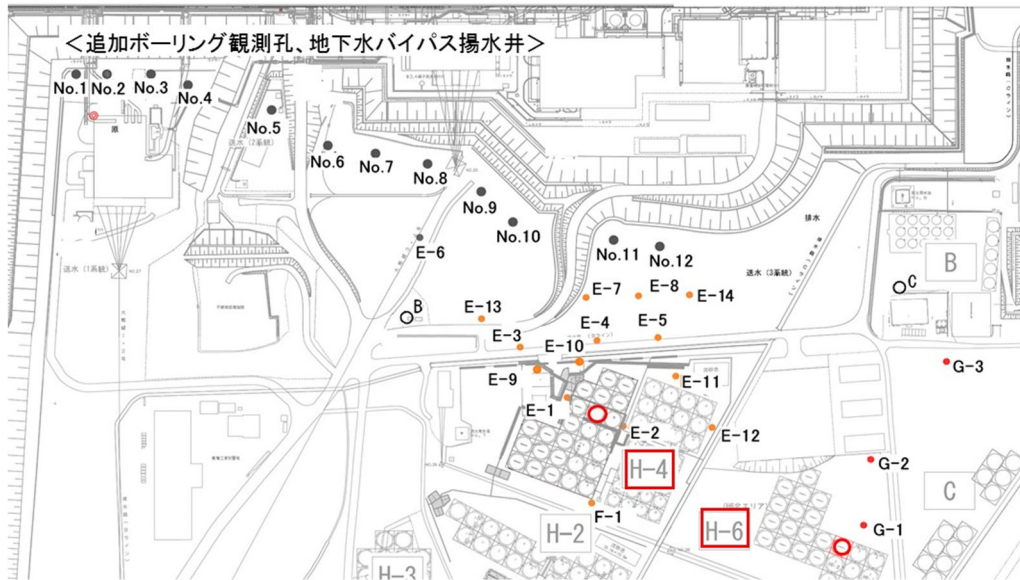 <追加ボーリング観測孔、地下水バイパス揚水井>
No.1
No.2
No.3
No.4
No.5
送水 (2系統)
No.6
No.7
No.8
No.9
No.10
E-6
No.11
No.12
排水
送水 (3系統)
送水 (1系統)
B
C
B
E-7
E-8
E-14
E-13
E-3
E-4
E-5
E-10
E-9
E-11
G-3
E-1
E-2
E-12
H-4
G-2
C
F-1
H-2
H-6
G-1
H-3